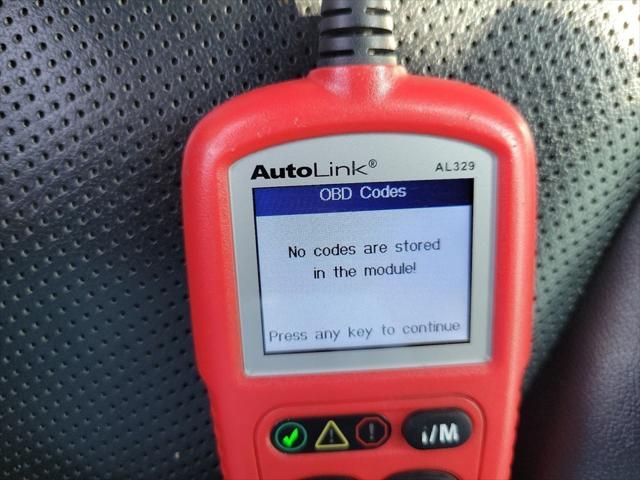 AutoLink®
AL329
OBD Codes
No codes are stored
in the module!
Press any key to continue
I/M